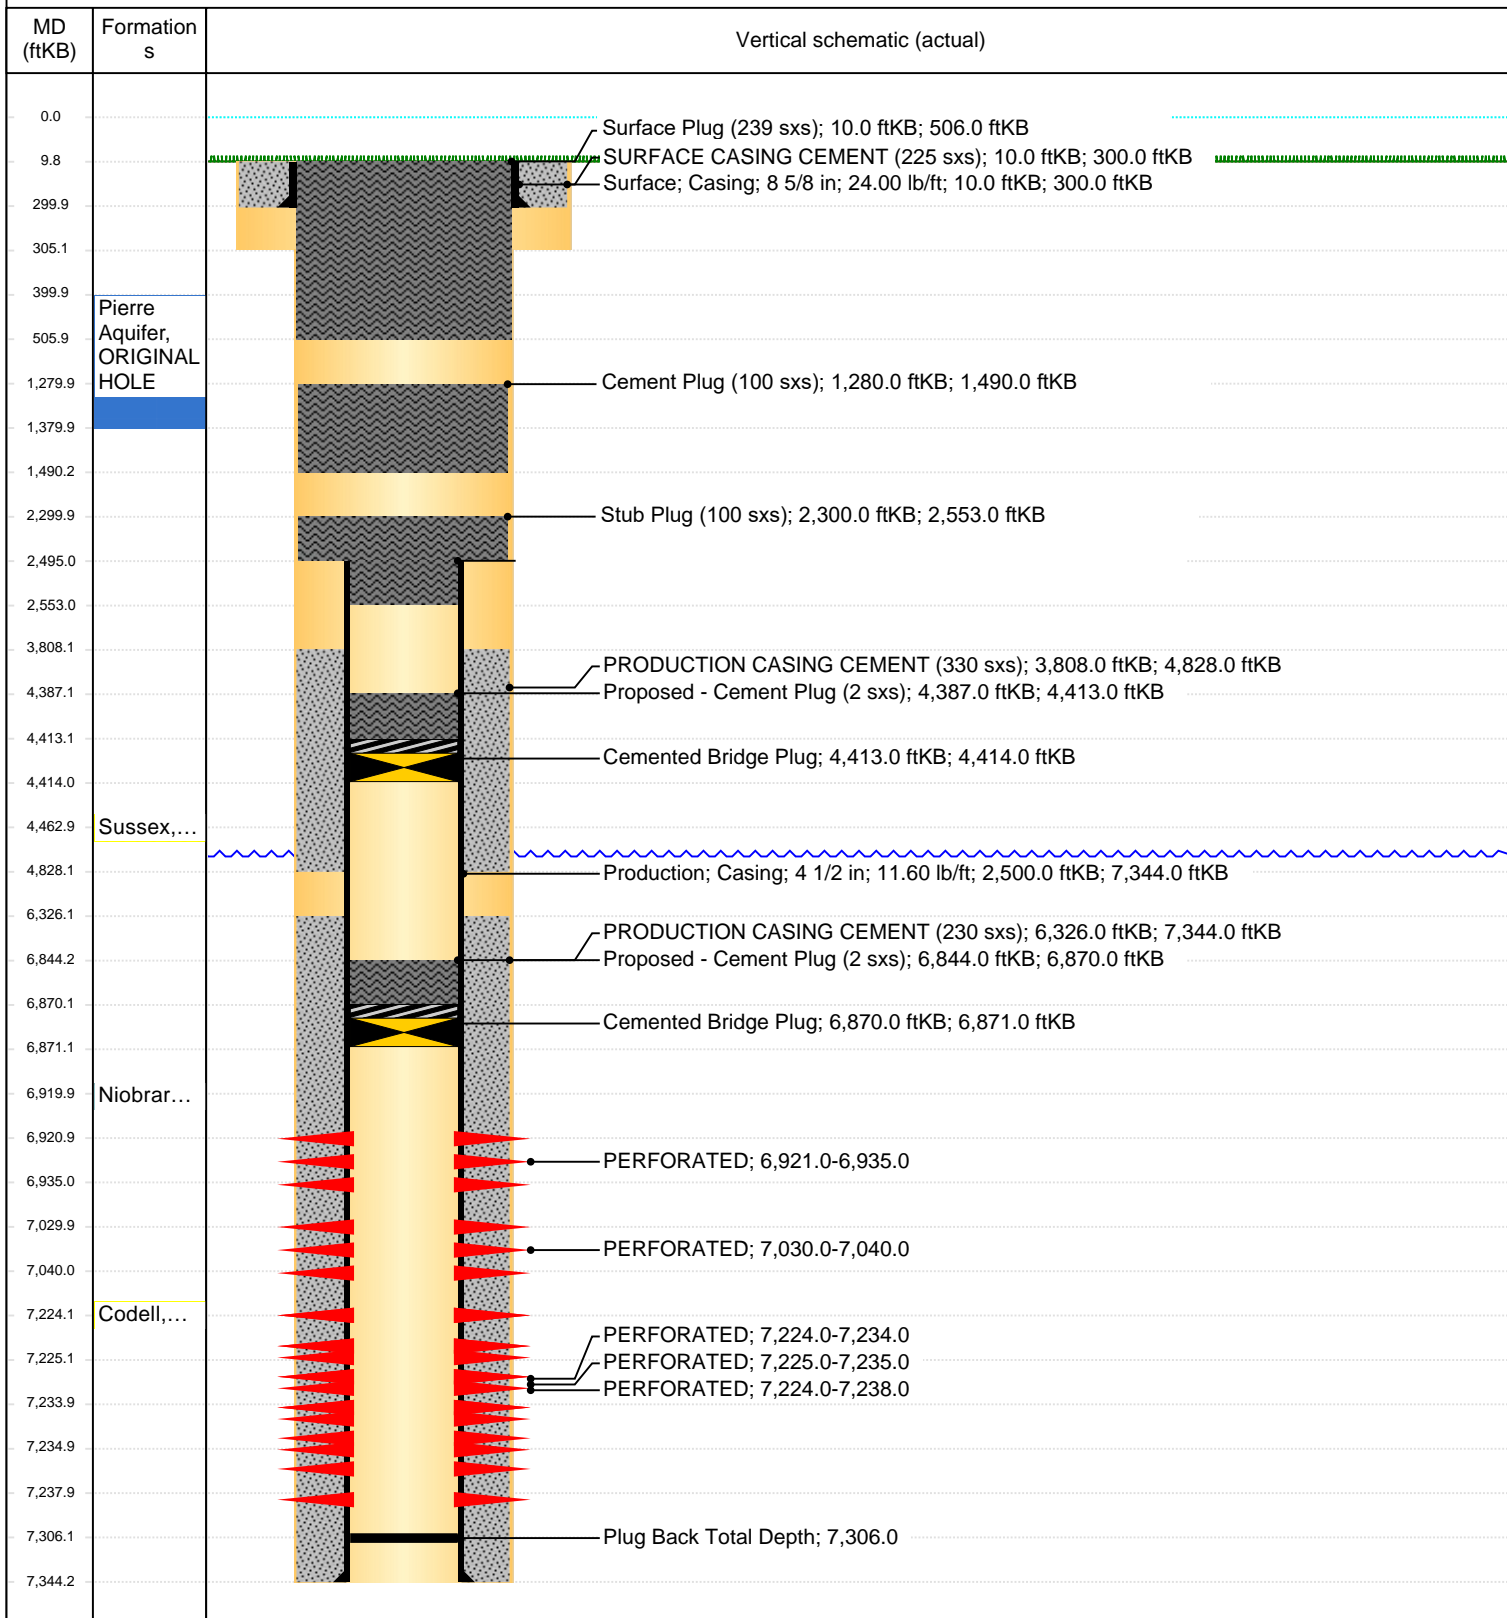 MD
(ftKB)
Formation
s
Vertical schematic (actual)
0.0
Surface Plug (239 sxs); 10.0 ftKB; 506.0 ftKB
9.8
SURFACE CASING CEMENT (225 sxs); 10.0 ftKB; 300.0 ftKB
Surface; Casing; 8 5/8 in; 24.00 lb/ft; 10.0 ftKB; 300.0 ftKB
299.9
305.1
399.9
Pierre
Aquifer,
ORIGINAL
HOLE
505.9
1,279.9
Cement Plug (100 sxs); 1,280.0 ftKB; 1,490.0 ftKB
1,379.9
1,490.2
2,299.9
Stub Plug (100 sxs); 2,300.0 ftKB; 2,553.0 ftKB
2,495.0
2,553.0
3,808.1
PRODUCTION CASING CEMENT (330 sxs); 3,808.0 ftKB; 4,828.0 ftKB
4,387.1
Proposed - Cement Plug (2 sxs); 4,387.0 ftKB; 4,413.0 ftKB
4,413.1
Cemented Bridge Plug; 4,413.0 ftKB; 4,414.0 ftKB
4,414.0
4,462.9
Sussex,...
4,828.1
Production; Casing; 4 1/2 in; 11.60 lb/ft; 2,500.0 ftKB; 7,344.0 ftKB
6,326.1
PRODUCTION CASING CEMENT (230 sxs); 6,326.0 ftKB; 7,344.0 ftKB
6,844.2
Proposed - Cement Plug (2 sxs); 6,844.0 ftKB; 6,870.0 ftKB
6,870.1
Cemented Bridge Plug; 6,870.0 ftKB; 6,871.0 ftKB
6,871.1
6,919.9
Niobrar...
6,920.9
PERFORATED; 6,921.0-6,935.0
6,935.0
7,029.9
PERFORATED; 7,030.0-7,040.0
7,040.0
7,224.1
Codell,...
PERFORATED; 7,224.0-7,234.0
7,225.1
PERFORATED; 7,225.0-7,235.0
PERFORATED; 7,224.0-7,238.0
7,233.9
7,234.9
7,237.9
7,306.1
Plug Back Total Depth; 7,306.0
7,344.2